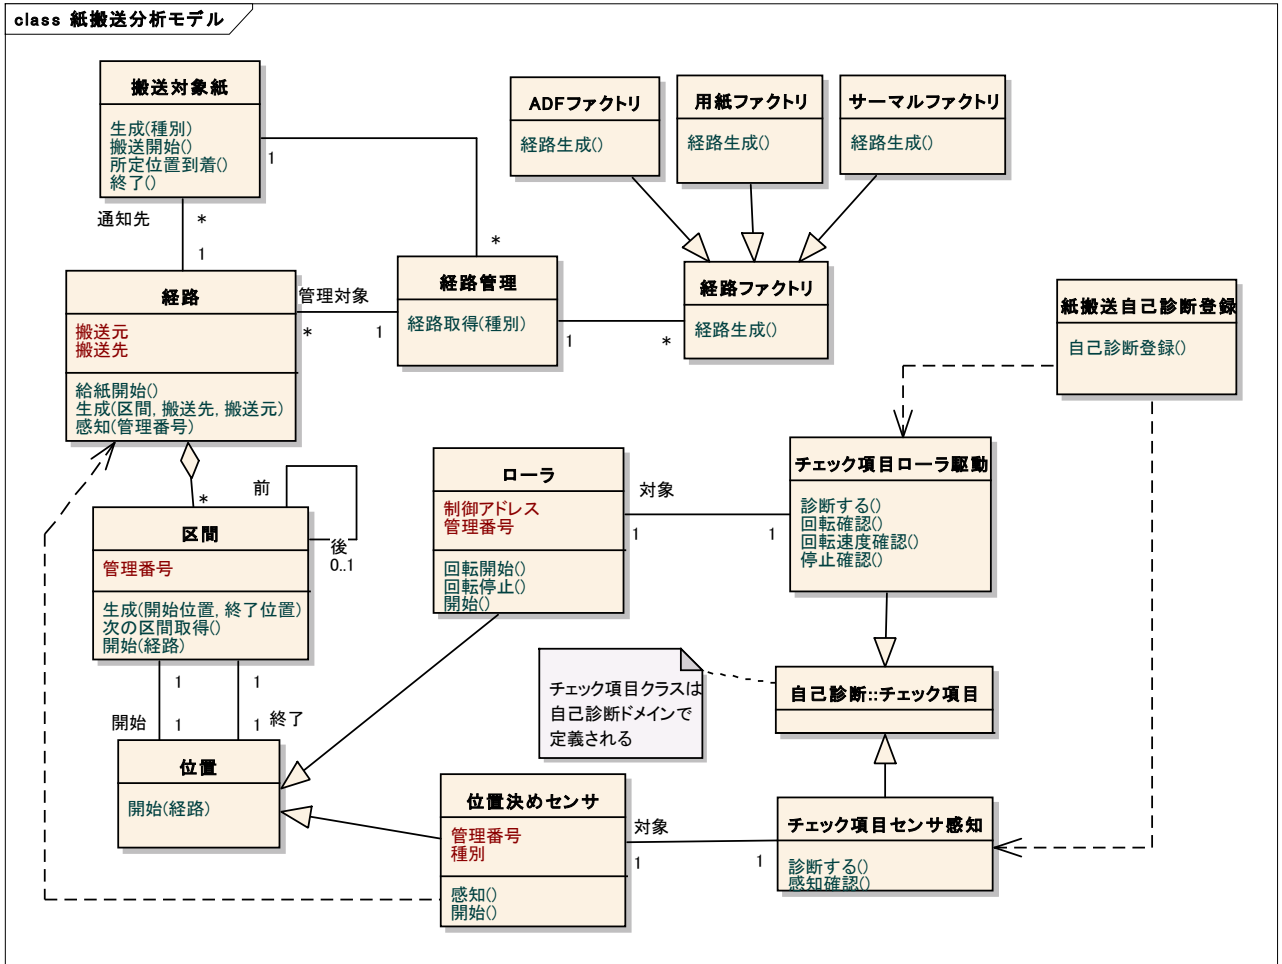 class 紙搬送分析モデル
搬送対象紙
生成(種別)
搬送開始()
所定位置到着()
終了()
ADFファクトリ
経路生成()
用紙ファクトリ
経路生成()
サーマルファクトリ
経路生成()
1
*
通知先
*
1
経路
搬送元
搬送先
給紙開始()
生成(区間, 搬送先, 搬送元)
感知(管理番号)
管理対象
*
1
経路管理
経路取得(種別)
1
*
経路ファクトリ
経路生成()
紙搬送自己診断登録
自己診断登録()
*
前
後
0..1
区間
管理番号
生成(開始位置, 終了位置)
次の区間取得()
開始(経路)
ローラ
制御アドレス
管理番号
回転開始()
回転停止()
開始()
対象
1
1
チェック項目ローラ駆動
診断する()
回転確認()
回転速度確認()
停止確認()
1
1
開始
1
1
終了
位置
開始(経路)
チェック項目クラスは
自己診断ドメインで
定義される
自己診断::チェック項目
位置決めセンサ
管理番号
種別
感知()
開始()
対象
1
1
チェック項目センサ感知
診断する()
感知確認()